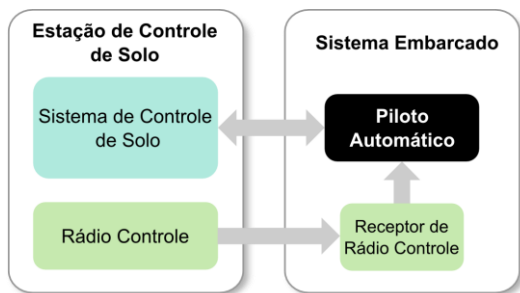 Estação de Controle
de Solo
Sistema de Controle
de Solo
Rádio Controle
Sistema Embarcado
Piloto
Automático
Receptor de
Rádio Controle